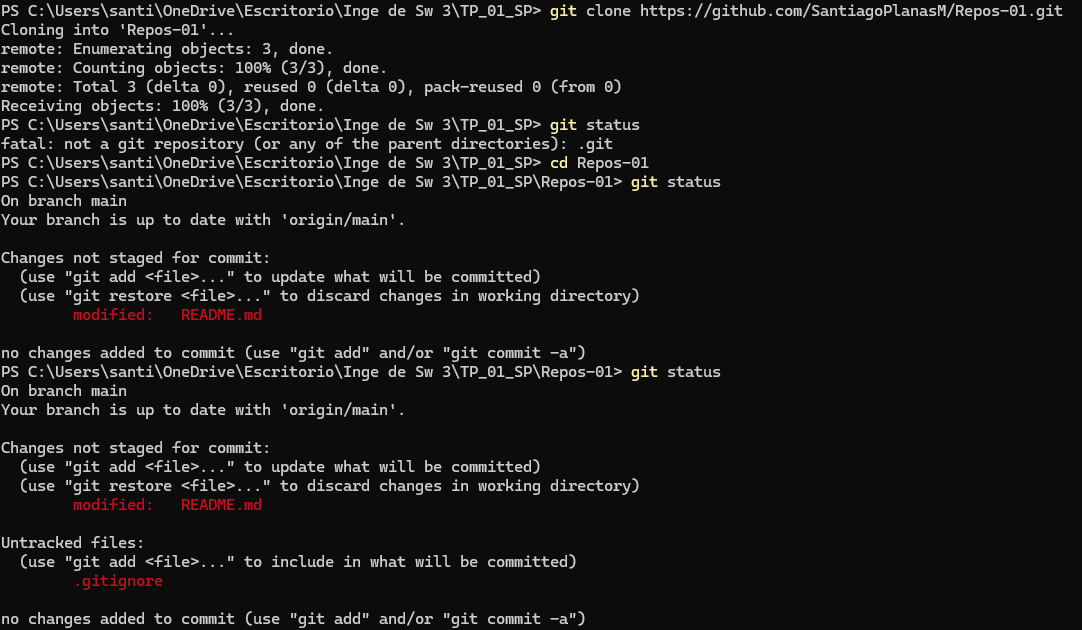 PS C:\Users\santi\OneDrive\Escritorio\Inge de Sw 3\TP_01_SP> git clone https://github.com/SantiagoPlanasM/Repos-01.git
Cloning into 'Repos-01'...
remote: Enumerating objects: 3, done.
remote: Counting objects: 100% (3/3), done.
remote: Total 3 (delta 0), reused 0 (delta 0), pack-reused 0 (from 0)
Receiving objects: 100% (3/3), done.
PS C:\Users\santi\OneDrive\Escritorio\Inge de Sw 3\TP_01_SP> git status
fatal: not a git repository (or any of the parent directories): .git
PS C:\Users\santi\OneDrive\Escritorio\Inge de Sw 3\TP_01_SP> cd Repos-01
PS C:\Users\santi\OneDrive\Escritorio\Inge de Sw 3\TP_01_SP\Repos-01> git status
On branch main
Your branch is up to date with 'origin/main'.

Changes not staged for commit:
  (use "git add <file>..." to update what will be committed)
  (use "git restore <file>..." to discard changes in working directory)
        modified:   README.md

no changes added to commit (use "git add" and/or "git commit -a")
PS C:\Users\santi\OneDrive\Escritorio\Inge de Sw 3\TP_01_SP\Repos-01> git status
On branch main
Your branch is up to date with 'origin/main'.

Changes not staged for commit:
  (use "git add <file>..." to update what will be committed)
  (use "git restore <file>..." to discard changes in working directory)
        modified:   README.md

Untracked files:
  (use "git add <file>..." to include in what will be committed)
        .gitignore

no changes added to commit (use "git add" and/or "git commit -a")